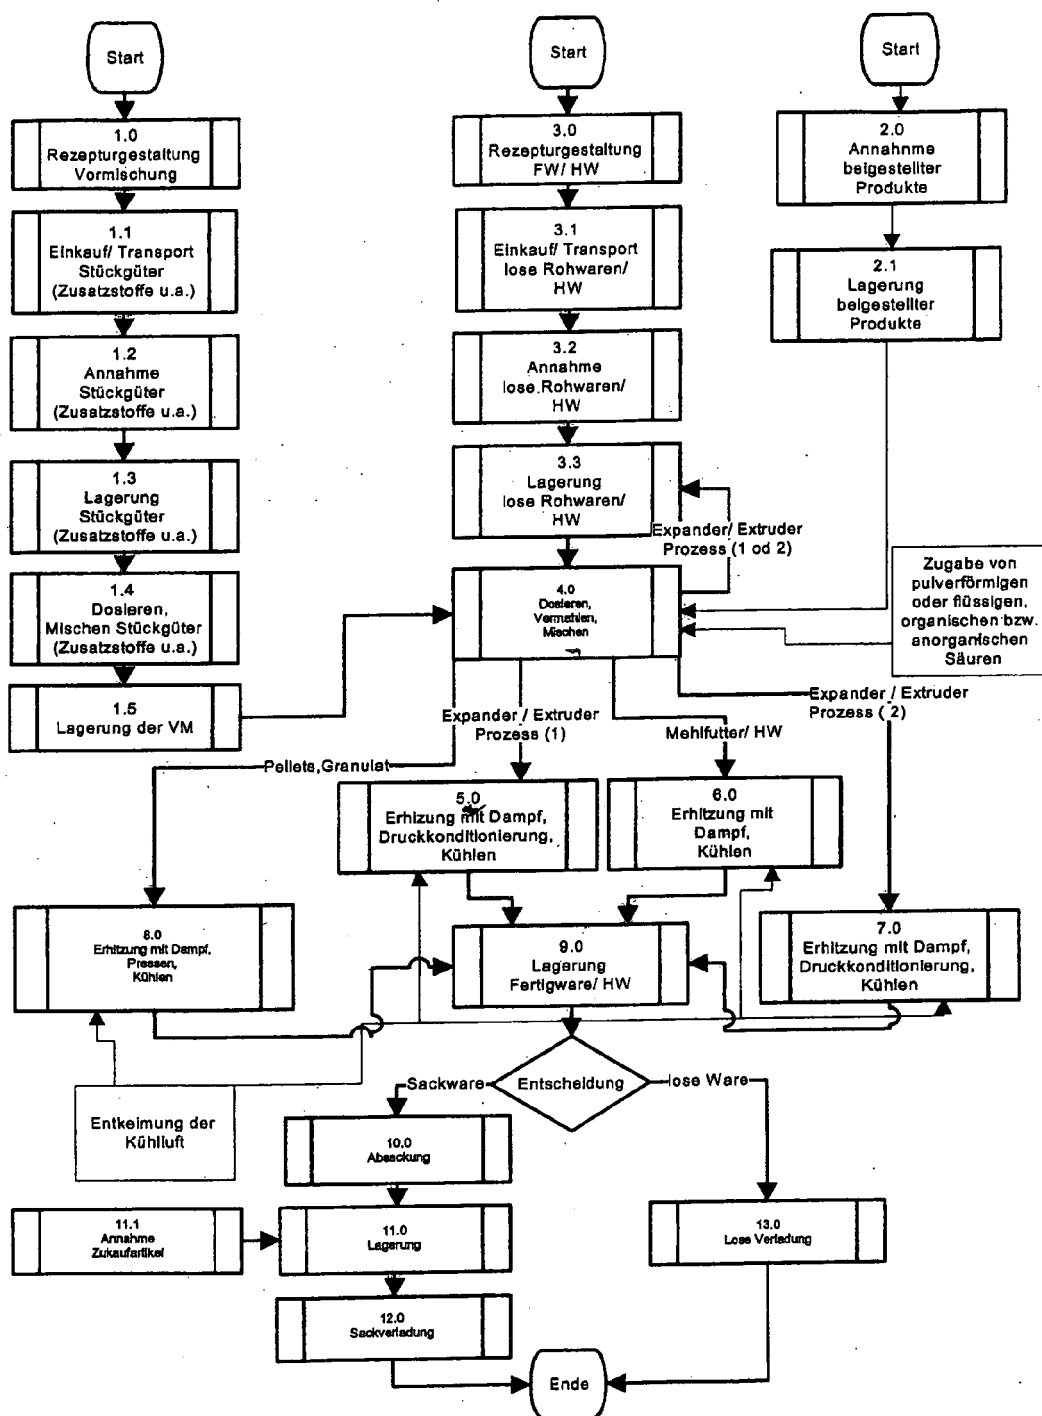 Start
Start
Start
1.0
Rezepturgestaltung
Vormischung
3.0
Rezepturgestaltung
FW/ HW
2.0
Annahnme
beigestellter
Produkte
1.1
Einkauf/ Transport
Stückgüter
(Zusatzstoffe u.a.)
3.1
Einkauf/ Transport
lose Rohwaren/
HW
2.1
Lagerung
beigestellter
Produkte
1.2
Annahme
Stückgüter
(Zusatzstoffe u.a.)
3.2
Annahme
lose Rohwaren/
HW
1.3
Lagerung
Stückgüter
(Zusatzstoffe u.a.)
3.3
Lagerung
lose Rohwaren/
HW
Expander/ Extruder
Prozess (1 od 2)
1.4
Dosieren,
Mischen Stückgüter
(Zusatzstoffe u.a.)
4.0
Dosieren,
Vermahlen,
Mischen
Zugabe von
pulverförmigen
oder flüssigen,
organischen bzw.
anorganischen
Säuren
1.5
Lagerung der VM
Expander / Extruder
Prozess (1)
Mehlfutter/ HW
Expander / Extruder
Prozess ( 2)
Pellets,Granulat
5.0
Erhizung mit Dampf,
Druckkonditionierung,
Kühlen
6.0
Erhitzung mit
Dampf,
Kühlen
8.0
Erhitzung mit Dampf,
Pressen,
Kühlen
9.0
Lagerung
Fertigware/ HW
7.0
Erhitzung mit Dampf,
Druckkonditionierung,
Kühlen
Sackware
Entscheidung
lose Ware
Entkeimung der
Kühlluft
10.0
Absackung
11.1
Annahme
Zukaufartikel
11.0
Lagerung
13.0
Lose Verladung
12.0
Sackverladung
Ende